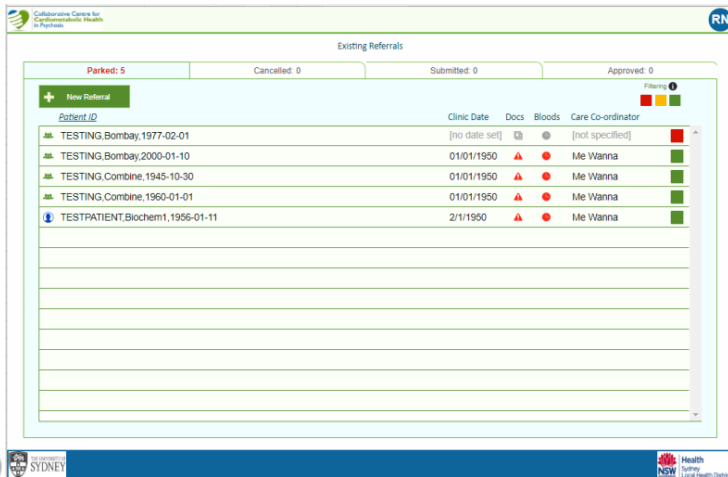 Collaborative Centre for
Cardiometabolic Health
in Psychosis
RN
Existing Referrals
Parked: 5 Cancelled: 0 Submitted: 0 Approved: 0
New Referral Filtering
Patient ID Clinic Date Docs Bloods Care Co-ordinator
TESTING,Bombay,1977-02-01 [no date set] [not specified]
TESTING,Bombay,2000-01-10 01/01/1950 Me Wanna
TESTING,Combine,1945-10-30 01/01/1950 Me Wanna
TESTING,Combine,1960-01-01 01/01/1950 Me Wanna
TESTPATIENT,Biochem1,1956-01-11 2/1/1950 Me Wanna
THE UNIVERSITY OF
SYDNEY
NSW
Health
Sydney
Local Health District